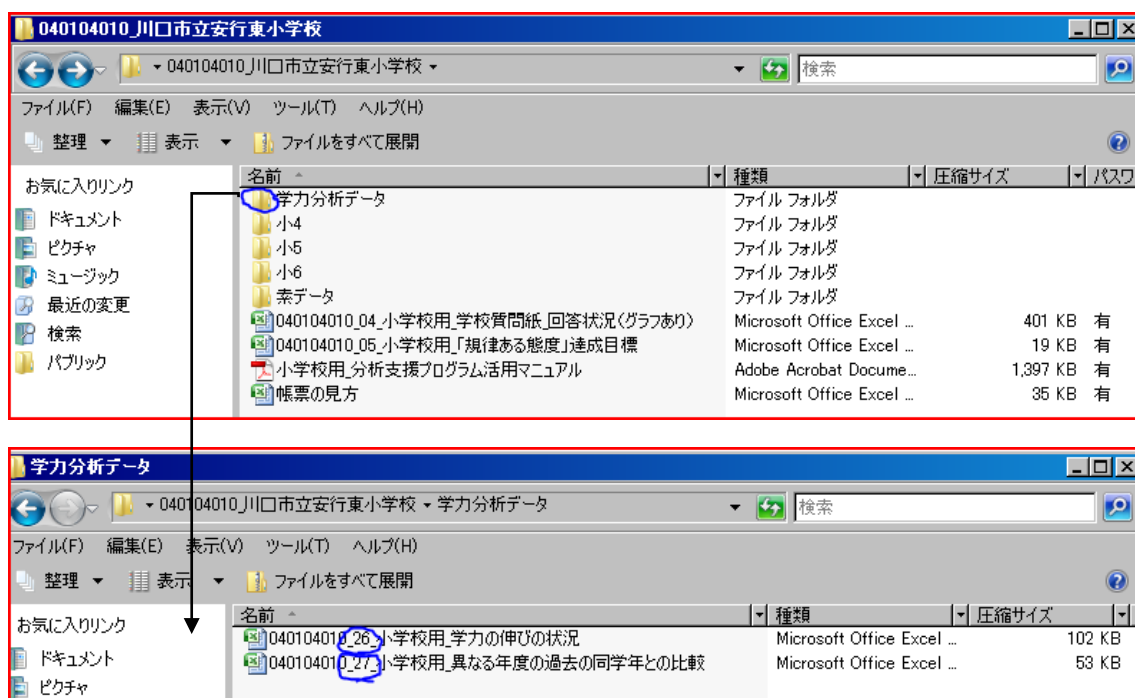 040104010_川口市立安行東小学校
040104010_川口市立安行東小学校
検索
ファイル(F) 編集(E) 表示(V) ツール(T) ヘルプ(H)
整理 表示 ファイルをすべて展開
お気に入りリンク
ドキュメント
ピクチャ
ミュージック
最近の変更
検索
パブリック
名前 種類 圧縮サイズ パスワ
学力分析データ ファイル フォルダ
小4 ファイル フォルダ
小5 ファイル フォルダ
小6 ファイル フォルダ
素データ ファイル フォルダ
040104010_04_小学校用_学校質問紙_回答状況(グラフあり) Microsoft Office Excel ... 401 KB 有
040104010_05_小学校用_「規律ある態度」達成目標 Microsoft Office Excel ... 19 KB 有
小学校用_分析支援プログラム活用マニュアル Adobe Acrobat Docume... 1,397 KB 有
帳票の見方 Microsoft Office Excel ... 35 KB 有
学力分析データ
040104010_川口市立安行東小学校 学力分析データ
検索
ファイル(F) 編集(E) 表示(V) ツール(T) ヘルプ(H)
整理 表示 ファイルをすべて展開
お気に入りリンク
ドキュメント
ピクチャ
名前 種類 圧縮サイズ
040104010_26_小学校用_学力の伸びの状況 Microsoft Office Excel ... 102 KB
040104010_27_小学校用_異なる年度の過去の同学年との比較 Microsoft Office Excel ... 53 KB